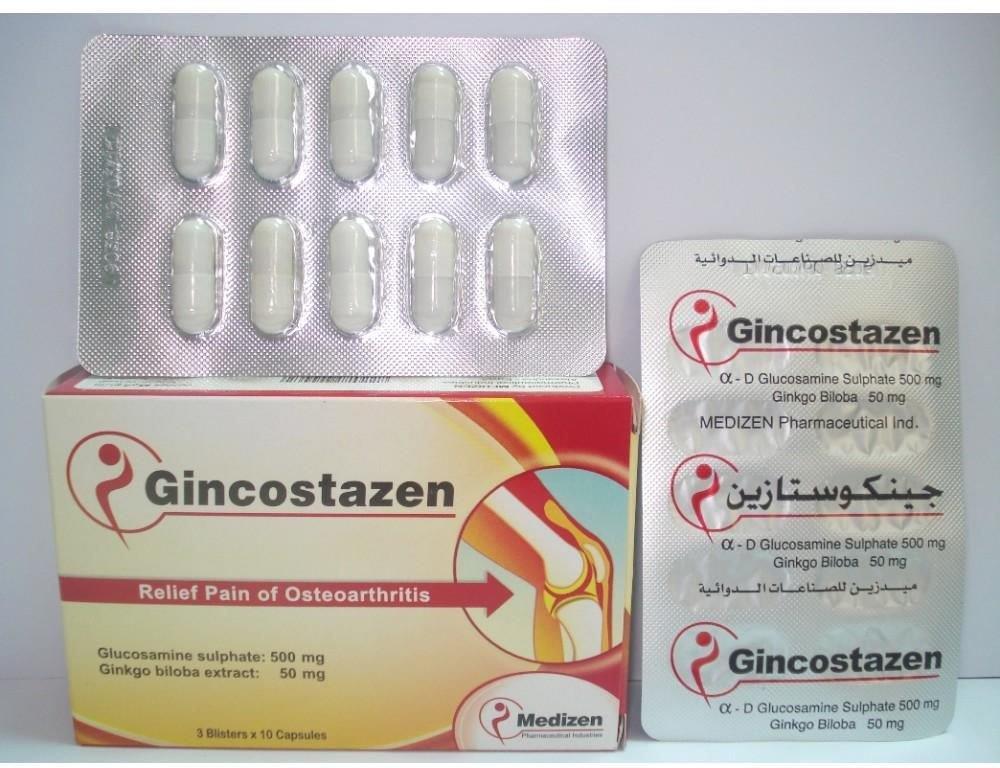 Gincostazen
Relief Pain of Osteoarthritis
Glucosamine sulphate: 500 mg
Ginkgo biloba extract: 50 mg
3 Blisters x 10 Capsules
Medizen
Pharmaceutical Industries
ميدزين للصناعات الدوائية
Gincostazen
α - D Glucosamine Sulphate 500 mg
Ginkgo Biloba 50 mg
MEDIZEN Pharmaceutical Ind.
جينكوستازين
α - D Glucosamine Sulphate 500 mg
Ginkgo Biloba 50 mg
ميدزين للصناعات الدوائية
Gincostazen
α - D Glucosamine Sulphate 500 mg
Ginkgo Biloba 50 mg